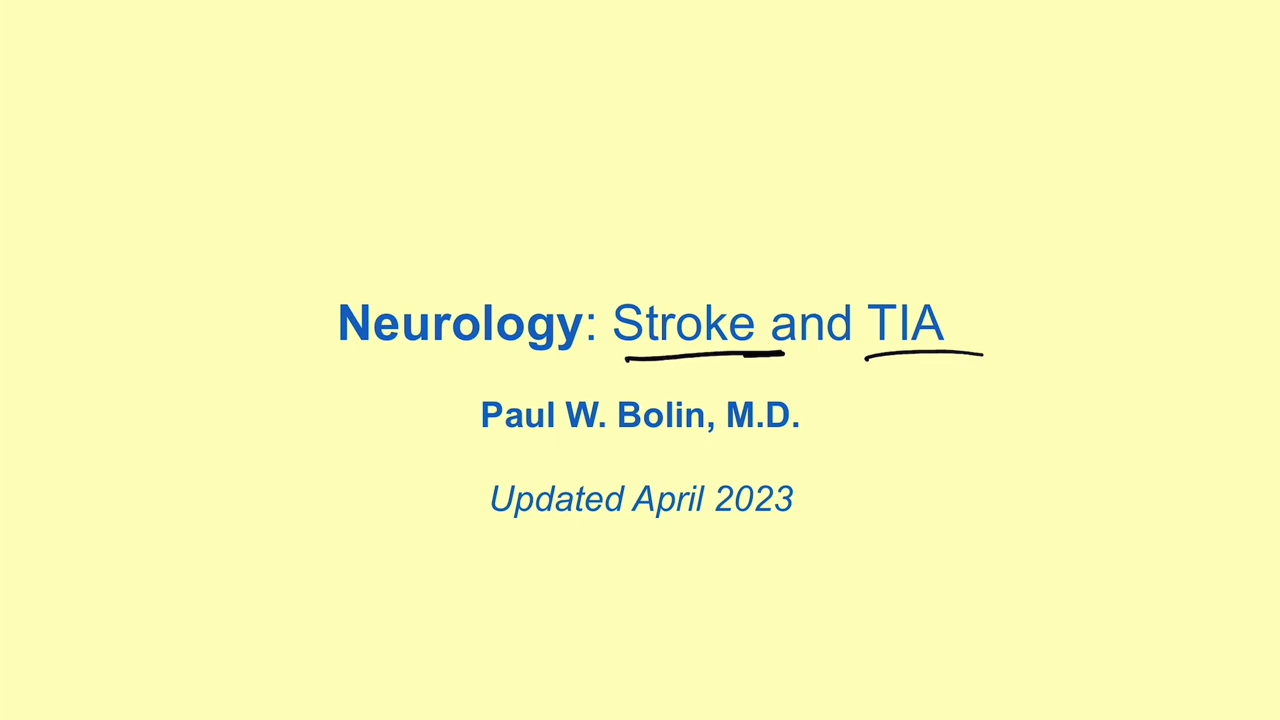 Neurology: Stroke and TIA
Paul W. Bolin, M.D.
Updated April 2023